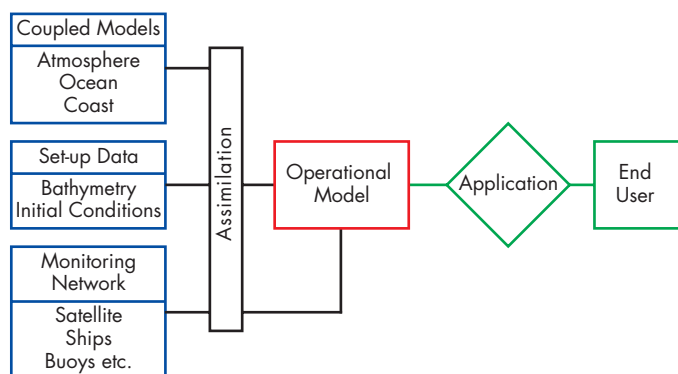 Coupled Models
Atmosphere
Ocean
Coast
Set-up Data
Bathymetry
Initial Conditions
Monitoring
Network
Satellite
Ships
Buoys etc.
Assimilation
Operational
Model
Application
End
User